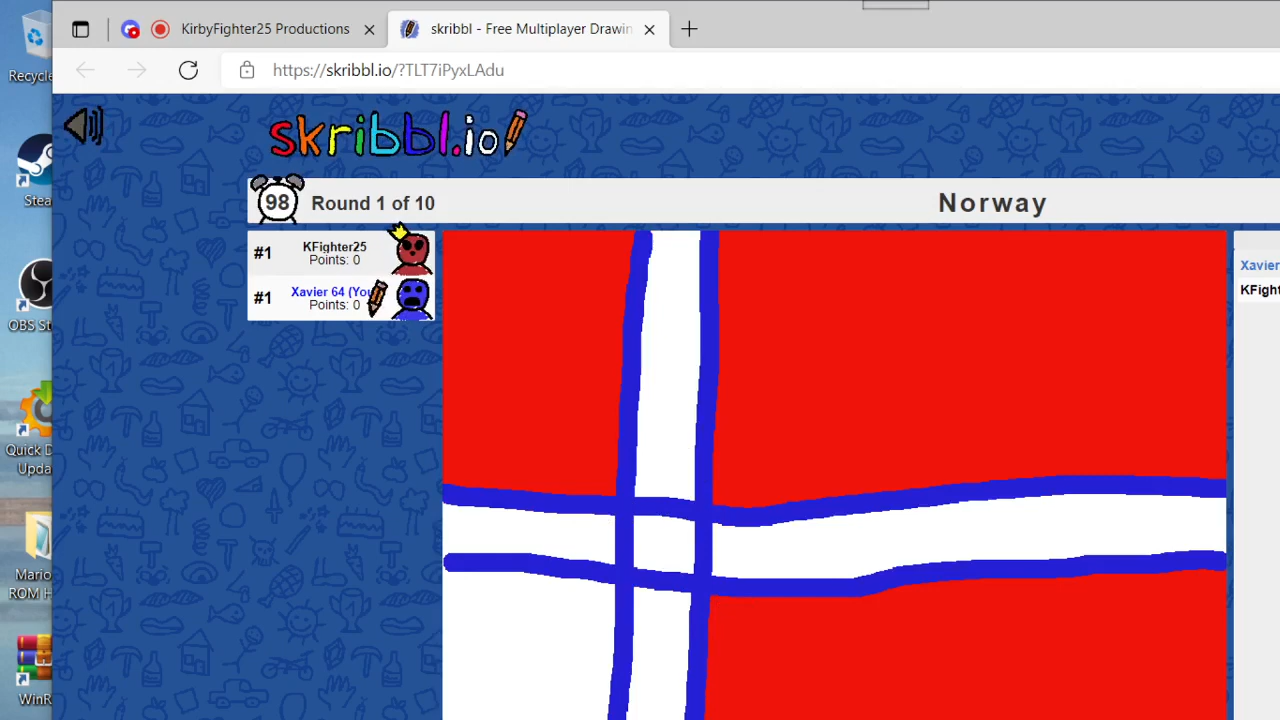 KirbyFighter25 Productions
skribbl - Free Multiplayer Drawin
https://skribbl.io/?TLT7iPyxLAdu
Recycle
skribbl.io
98
Round 1 of 10
Norway
Stea
#1
KFighter25
Points: 0
#1
Xavier 64 (You
Points: 0
Xavier
KFight
OBS St
Quick D
Upda
Mario
ROM H
WinR